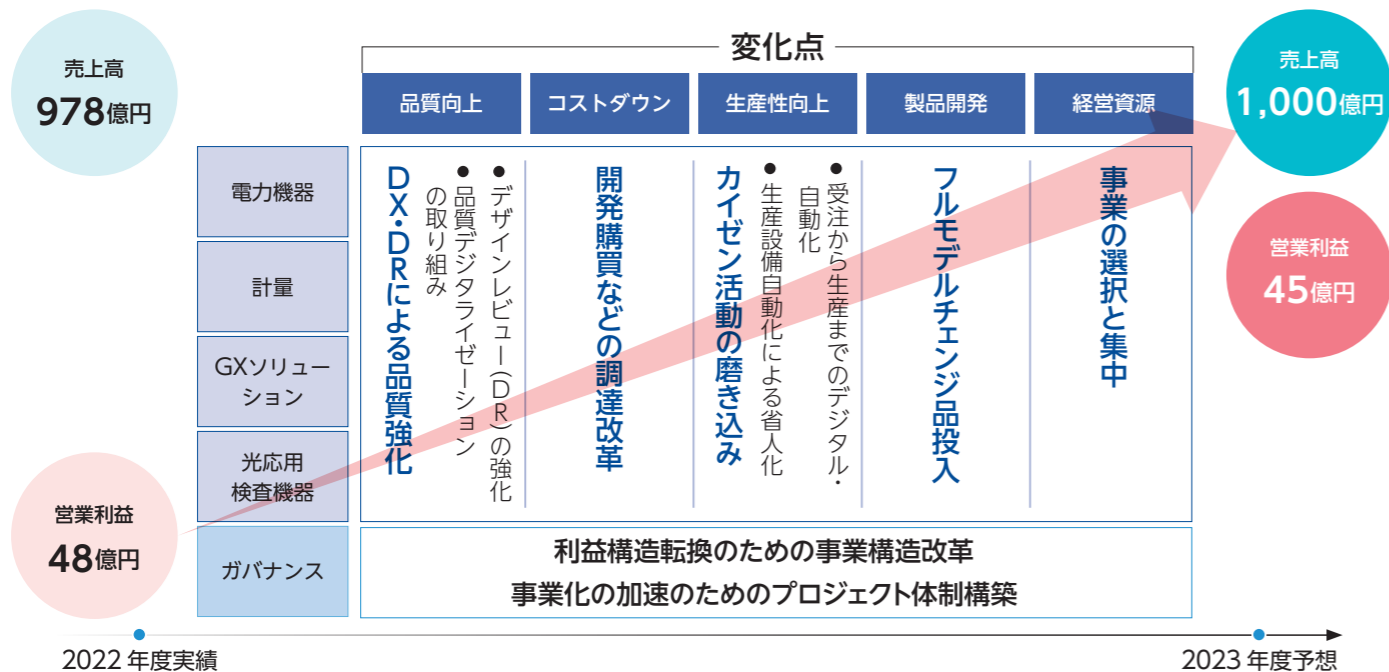 変化点
売上高
978億円
売上高
1,000億円
品質向上
コストダウン
生産性向上
製品開発
経営資源
電力機器
計量
GXソリュー
ション
光応用
検査機器
ガバナンス
DX・DRによる品質強化
●デザインレビュー(DR)の強化
●品質デジタライゼーション
の取り組み
開発購買などの調達改革
カイゼン活動の磨き込み
●受注から生産までのデジタル・
自動化
●生産設備自動化による省人化
フルモデルチェンジ品投入
事業の選択と集中
営業利益
45億円
営業利益
48億円
利益構造転換のための事業構造改革
事業化の加速のためのプロジェクト体制構築
2022年度実績
2023年度予想